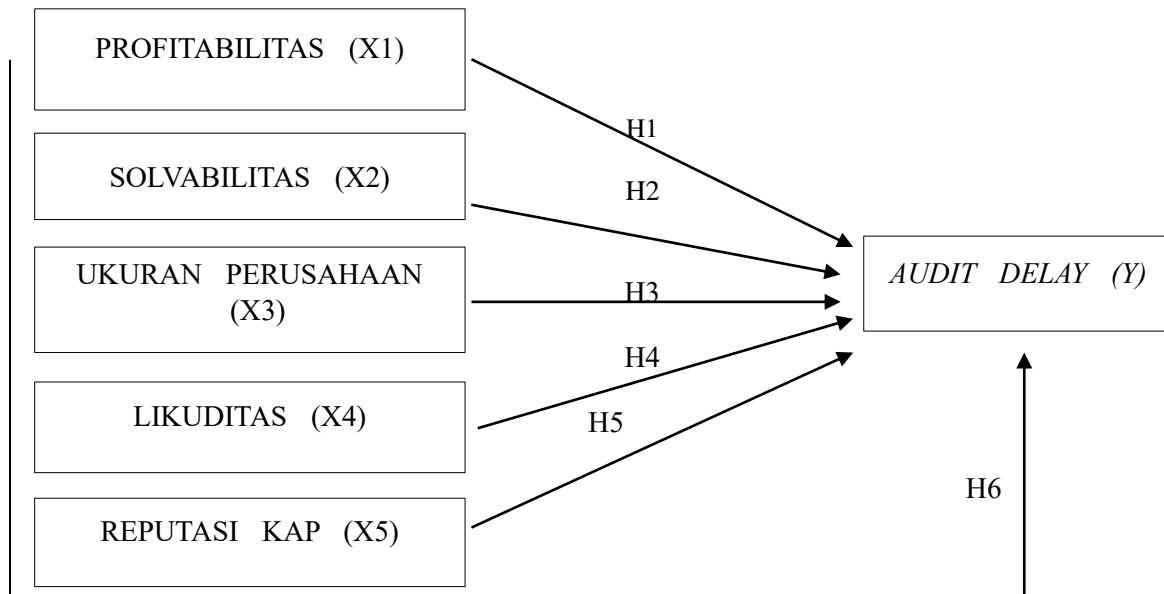 PROFITABILITAS (X1)
H1
SOLVABILITAS (X2)
H2
UKURAN PERUSAHAAN
(X3)
H3
AUDIT DELAY (Y)
LIKUDITAS (X4)
H4
H5
REPUTASI KAP (X5)
H6